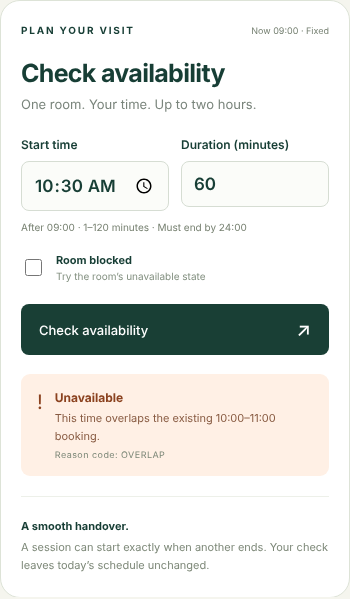 PLAN YOUR VISIT
Now 09:00 · Fixed
Check availability
One room. Your time. Up to two hours.
Start time
Duration (minutes)
10:30 AM
60
After 09:00 · 1–120 minutes · Must end by 24:00
Room blocked
Try the room's unavailable state
Check availability
!
Unavailable
This time overlaps the existing 10:00–11:00
booking.
Reason code: OVERLAP
A smooth handover.
A session can start exactly when another ends. Your check
leaves today's schedule unchanged.